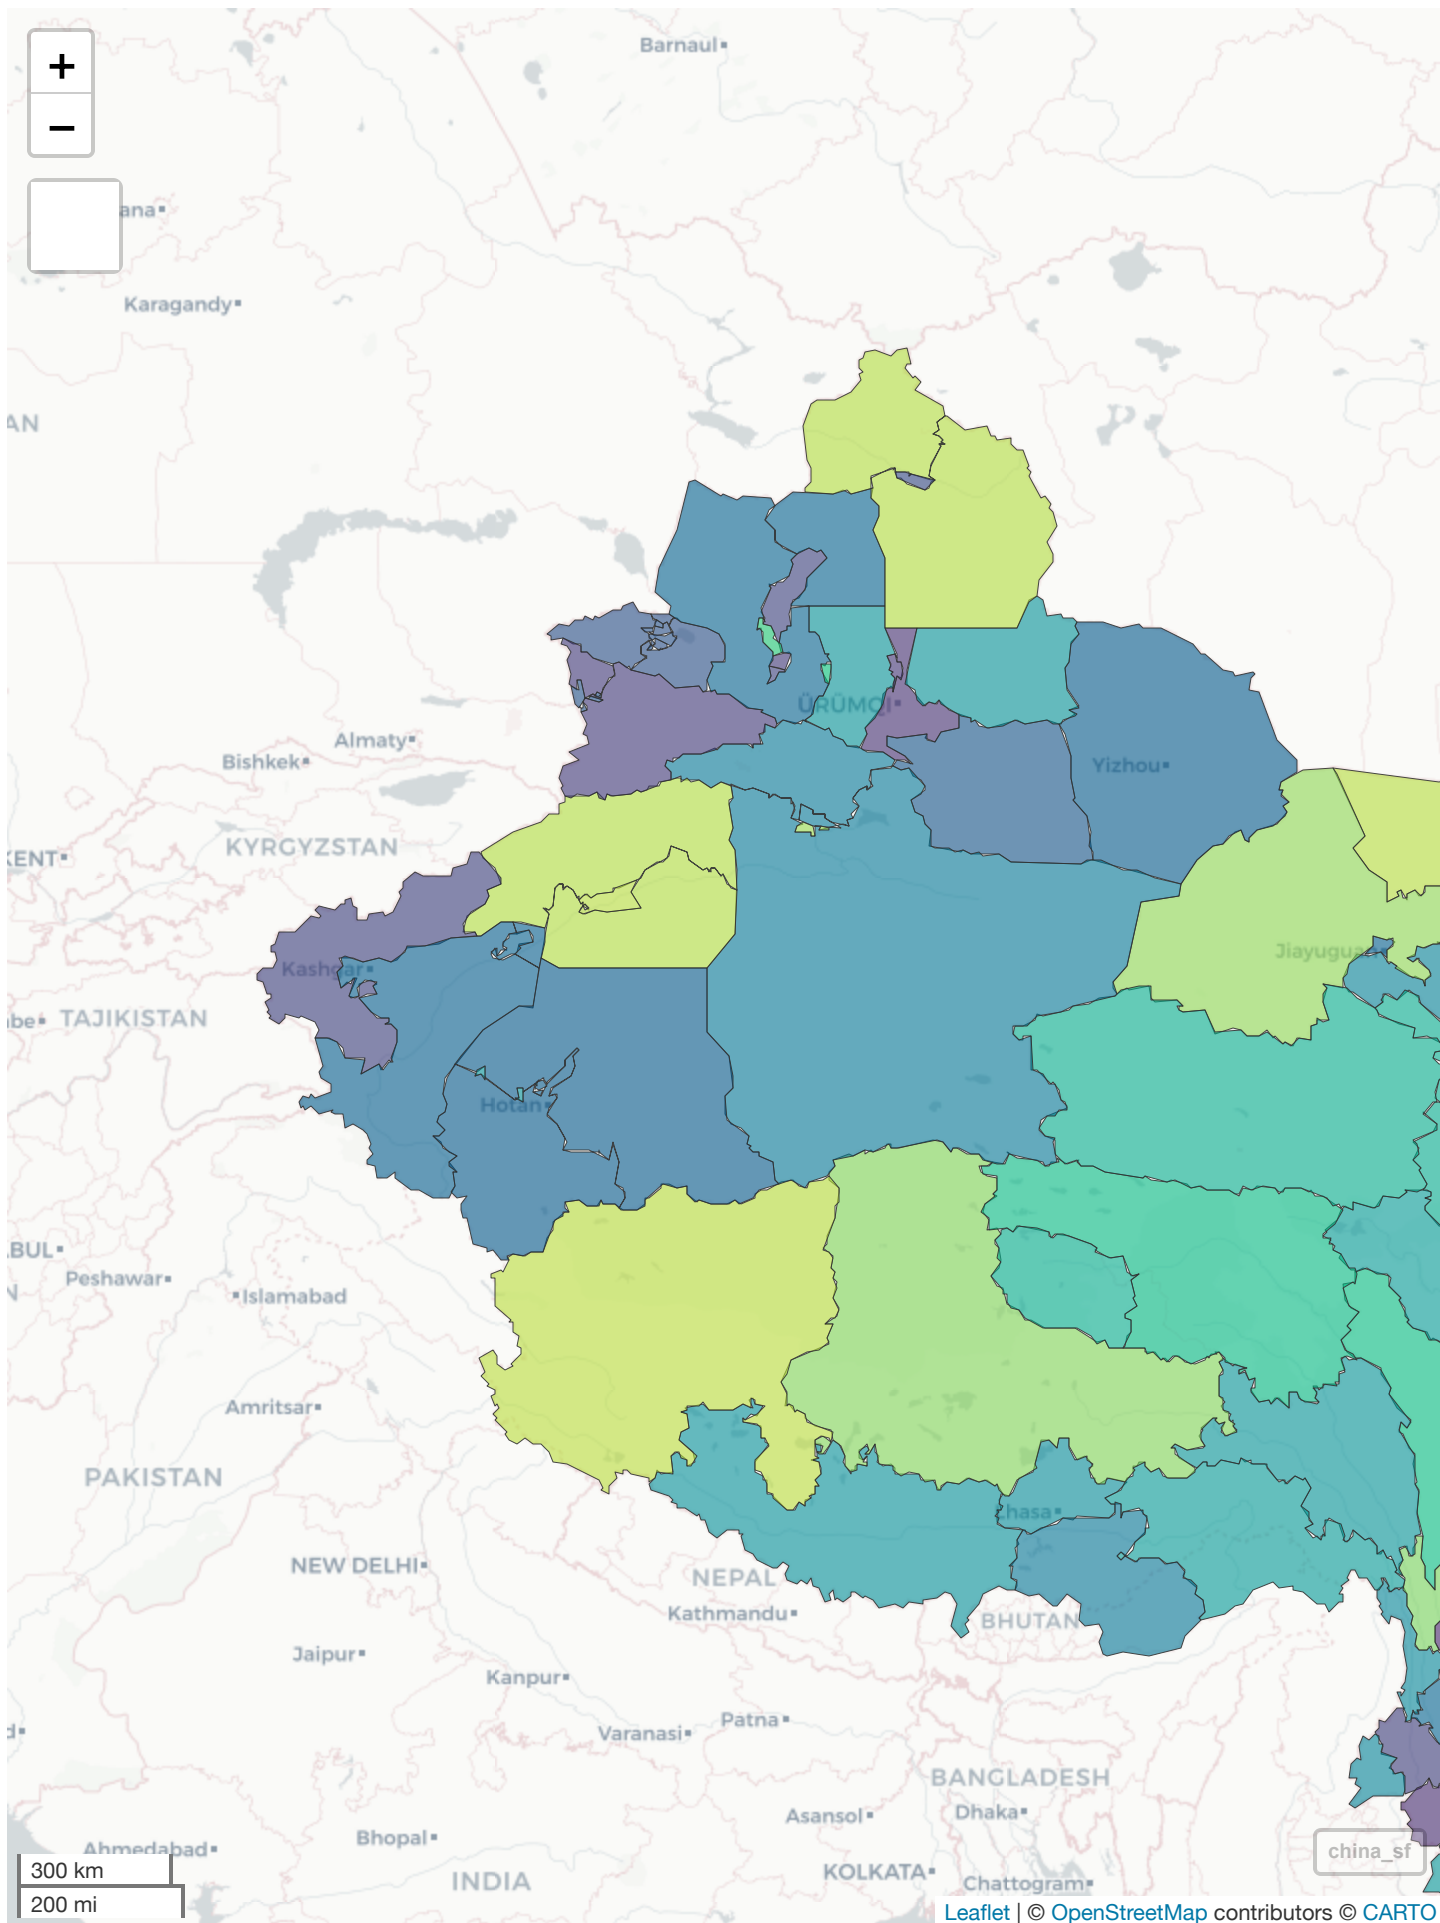 +
Barnaul
−
ana
Karagandy
AN
ÜRÜMQI
Almaty
Bishkek
Yizhou
KYRGYZSTAN
KENT
Jiayuguan
Kashgar
be
TAJIKISTAN
Hotan
BUL
Peshawar
N
Islamabad
Amritsar
PAKISTAN
Lhasa
NEW DELHI
NEPAL
Kathmandu
BHUTAN
Jaipur
Kanpur
Patna
d
Varanasi
BANGLADESH
Asansol
Dhaka
Bhopal
Ahmedabad
china_sf
300 km
KOLKATA
INDIA
Chattogram
200 mi
Leaflet | © OpenStreetMap contributors © CARTO